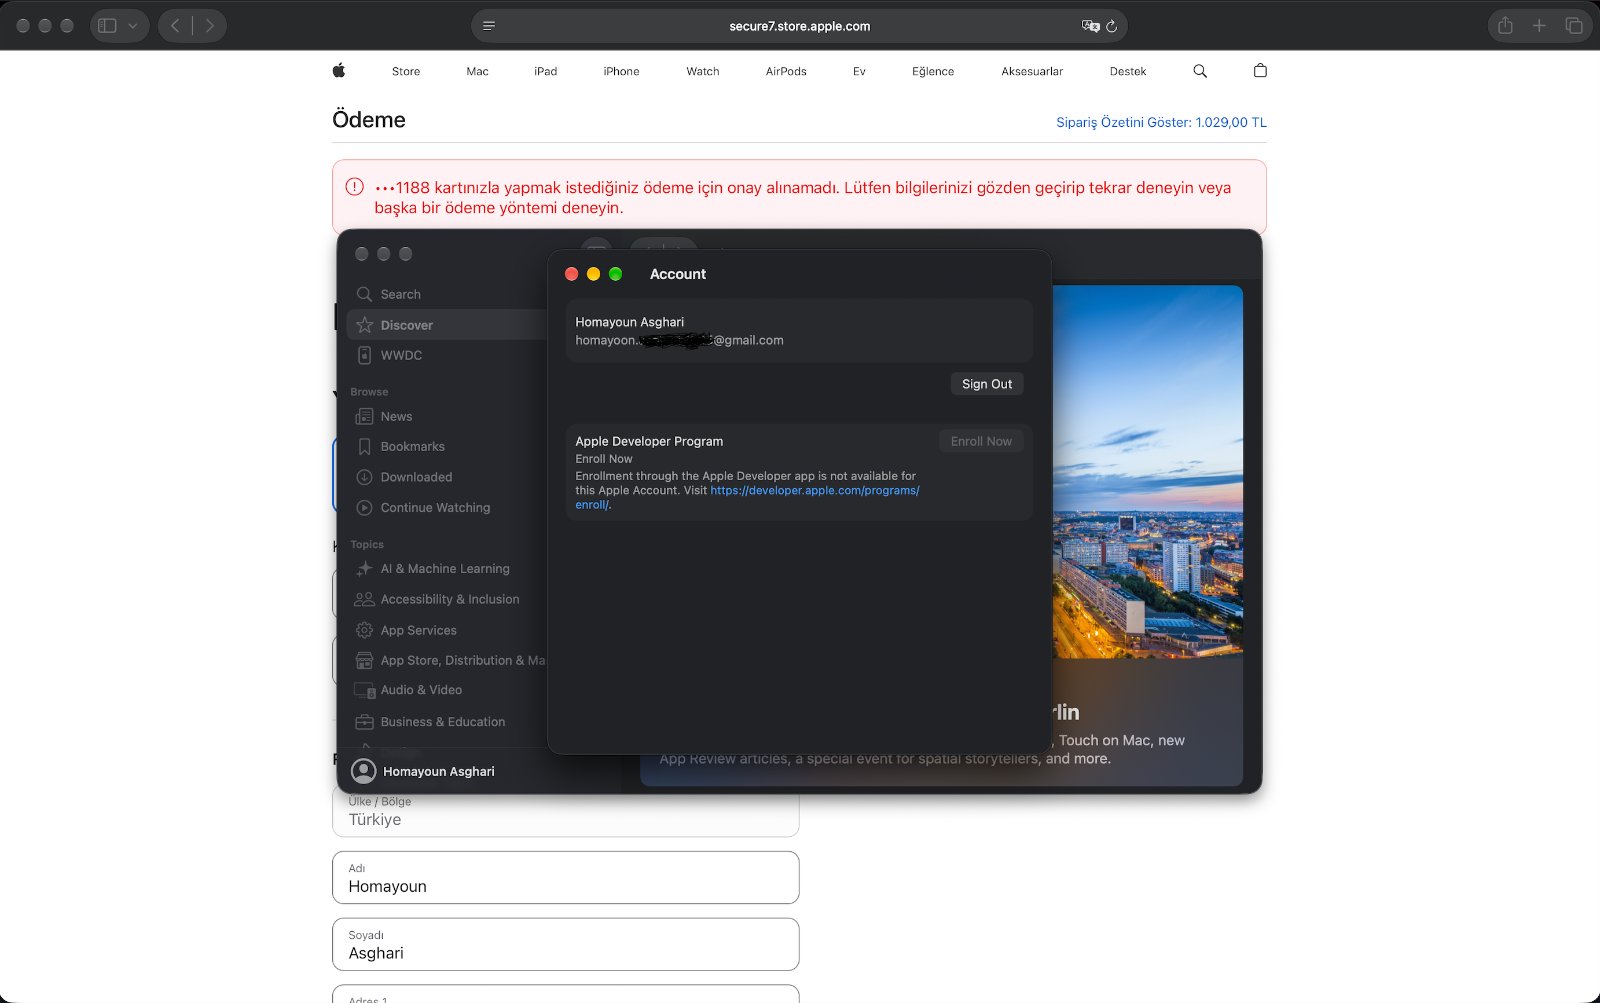 secure7.store.apple.com
Store Mac iPad iPhone Watch AirPods Ev Eğlence Aksesuarlar Destek
Ödeme
Sipariş Özetini Göster: 1.029,00 TL
•••1188 kartınızla yapmak istediğiniz ödeme için onay alınamadı. Lütfen bilgilerinizi gözden geçirip tekrar deneyin veya
başka bir ödeme yöntemi deneyin.
Search
Discover
WWDC
Browse
News
Bookmarks
Downloaded
Continue Watching
Topics
AI & Machine Learning
Accessibility & Inclusion
App Services
App Store, Distribution & Ma
Audio & Video
Business & Education
Homayoun Asghari
Account
Homayoun Asghari
homayoon. @gmail.com
Sign Out
Apple Developer Program
Enroll Now
Enroll Now
Enrollment through the Apple Developer app is not available for
this Apple Account. Visit https://developer.apple.com/programs/
enroll/.
rlin
, Touch on Mac, new
App Review articles, a special event for spatial storytellers, and more.
Ülke / Bölge
Türkiye
Adı
Homayoun
Soyadı
Asghari
Adres 1